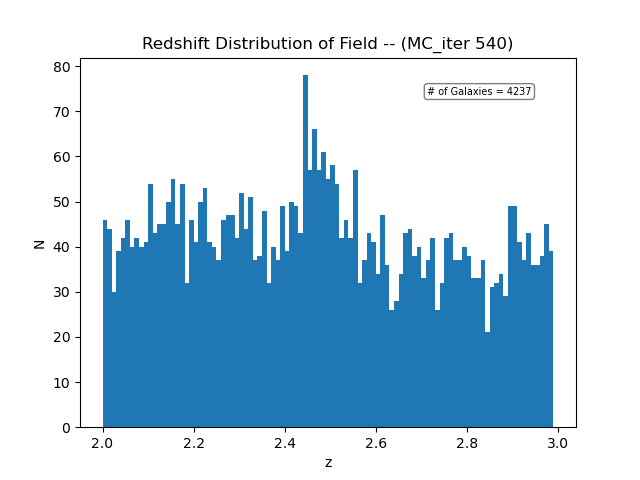 Redshift Distribution of Field -- (MC_iter 540)
# of Galaxies = 4237
80
70
60
50
40
30
20
10
0
N
2.0 2.2 2.4 2.6 2.8 3.0
z